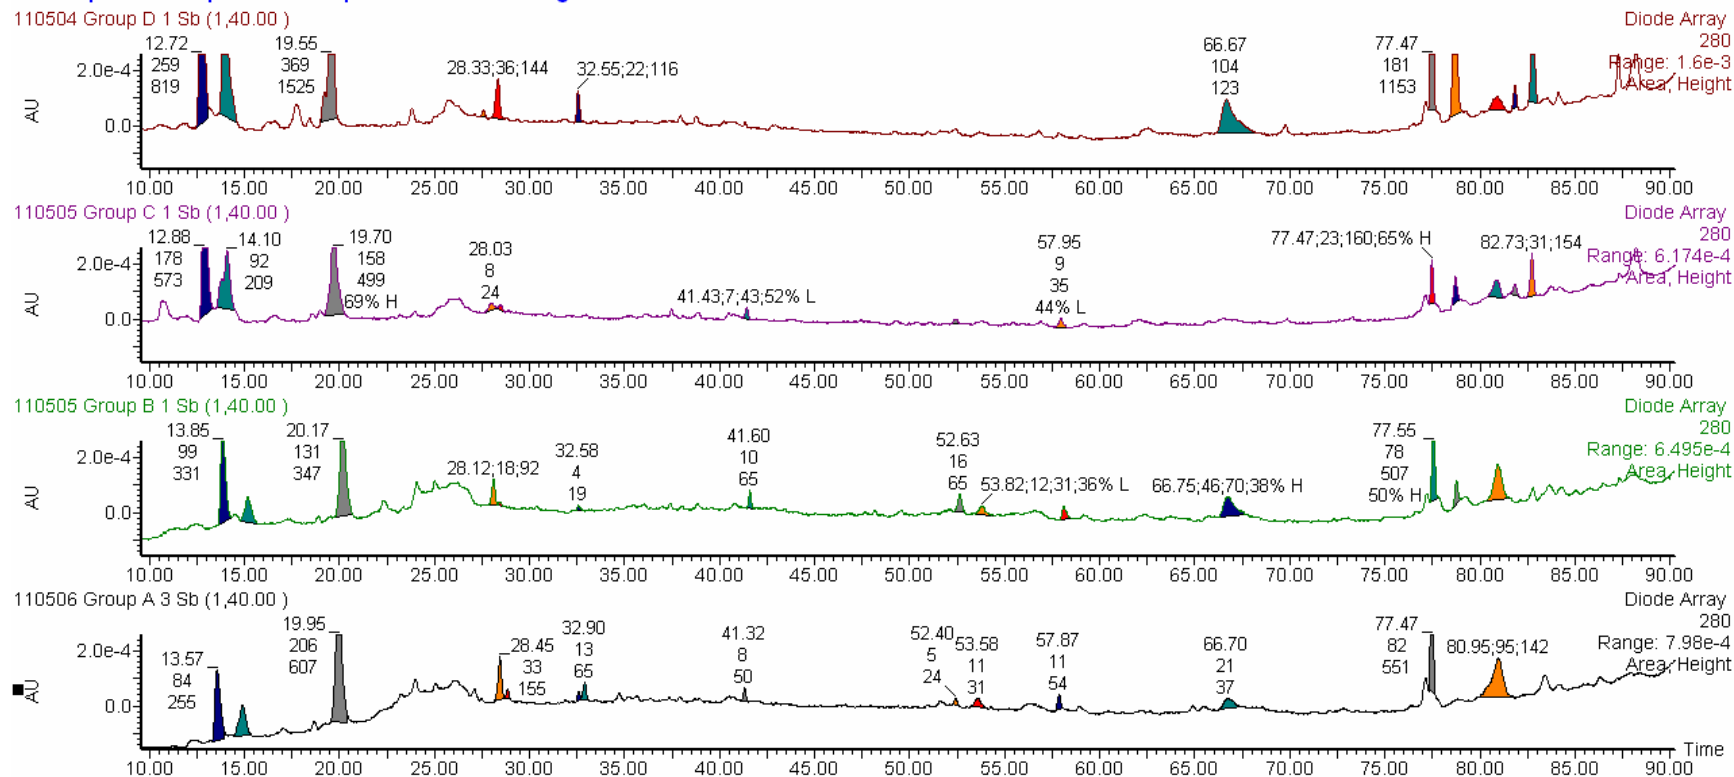 110504 Group D 1 Sb (1,40.00 )
Diode Array
280
Range: 1.6e-3
Area, Height
12.72
259
819
19.55
369
1525
28.33;36;144
32.55;22;116
66.67
104
123
77.47
181
1153
2.0e-4
0.0
AU
10.00 15.00 20.00 25.00 30.00 35.00 40.00 45.00 50.00 55.00 60.00 65.00 70.00 75.00 80.00 85.00 90.00
110505 Group C 1 Sb (1,40.00 )
Diode Array
280
Range: 6.174e-4
Area, Height
12.88
178
573
14.10
92
209
19.70
158
499
69% H
28.03
8
24
41.43;7;43;52% L
57.95
9
35
44% L
77.47;23;160;65% H
82.73;31;154
2.0e-4
0.0
AU
10.00 15.00 20.00 25.00 30.00 35.00 40.00 45.00 50.00 55.00 60.00 65.00 70.00 75.00 80.00 85.00 90.00
110505 Group B 1 Sb (1,40.00 )
Diode Array
280
Range: 6.495e-4
Area, Height
13.85
99
331
20.17
131
347
28.12;18;92
32.58
4
19
41.60
10
65
52.63
16
65
53.82;12;31;36% L
66.75;46;70;38% H
77.55
78
507
50% H
2.0e-4
0.0
AU
10.00 15.00 20.00 25.00 30.00 35.00 40.00 45.00 50.00 55.00 60.00 65.00 70.00 75.00 80.00 85.00 90.00
110506 Group A 3 Sb (1,40.00 )
Diode Array
280
Range: 7.98e-4
Area, Height
13.57
84
255
19.95
206
607
28.45
33
155
32.90
13
65
41.32
8
50
52.40
5
24
53.58
11
31
57.87
11
54
66.70
21
37
77.47
82
551
80.95;95;142
2.0e-4
0.0
AU
Time
10.00 15.00 20.00 25.00 30.00 35.00 40.00 45.00 50.00 55.00 60.00 65.00 70.00 75.00 80.00 85.00 90.00